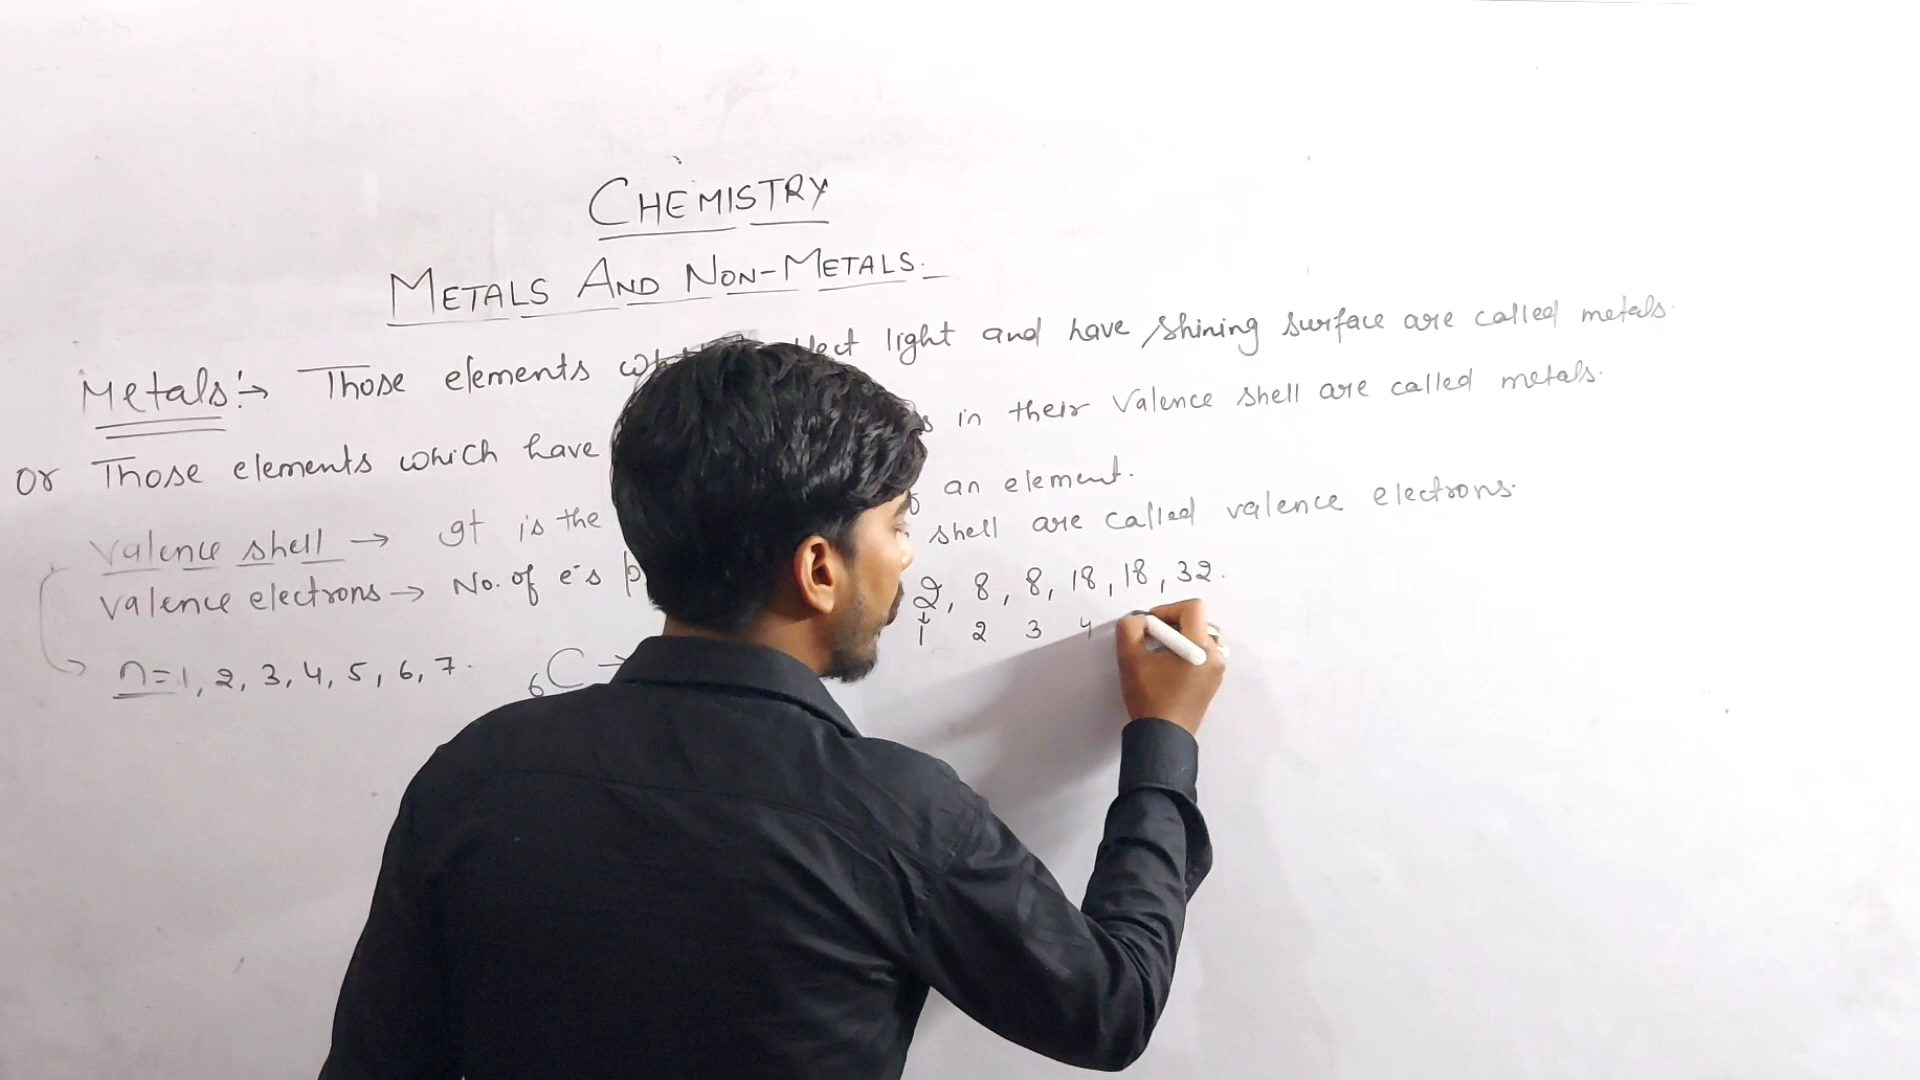 CHEMISTRY
METALS AND NON-METALS.
Metals:→ Those elements light and have shining surface are called metals.
or Those elements which have in their valence shell are called metals.
valence shell → It is the an element.
valence electrons → No. of e⁻s shell are called valence electrons.
2, 8, 8, 18, 18, 32.
↓
1 2 3 4
n=1, 2, 3, 4, 5, 6, 7. ₆C →